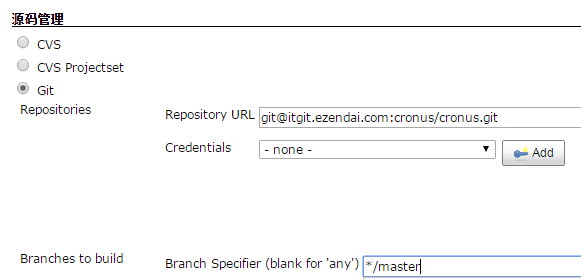 源码管理
CVS
CVS Projectset
Git
Repositories
Repository URL git@itgit.ezendai.com:cronus/cronus.git
Credentials - none - Add
Branches to build Branch Specifier (blank for 'any') */master